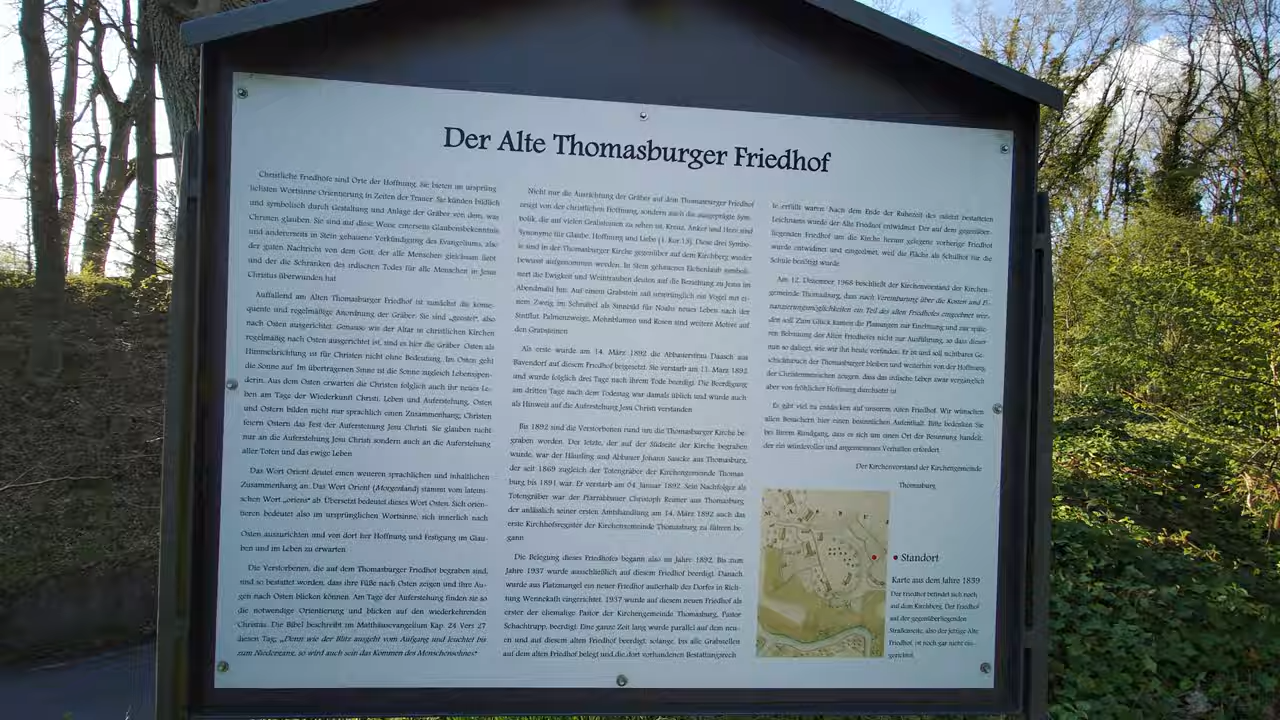 Der Alte Thomasburger Friedhof
Christliche Friedhöfe sind Orte der Hoffnung. Sie bieten im ursprüng
lichsten Wortsinne Orientierung in Zeiten der Trauer. Sie künden bildlich
und symbolisch durch Gestaltung und Anlage der Gräber von dem, was
Christen glauben. Sie sind auf diese Weise einerseits Glaubensbekenntnis
und andererseits in Stein gehauene Verkündigung des Evangeliums, also
der guten Nachricht von dem Gott, der alle Menschen gleichsam liebt
und der die Schranken des irdischen Todes für alle Menschen in Jesus
Christus überwunden hat.
Auffallend am Alten Thomasburger Friedhof ist zunächst die konse-
quente und regelmäßige Anordnung der Gräber. Sie sind „geostet", also
nach Osten ausgerichtet. Genauso wie der Altar in christlichen Kirchen
regelmäßig nach Osten ausgerichtet ist, sind es hier die Gräber. Osten als
Himmelsrichtung ist für Christen nicht ohne Bedeutung. Im Osten geht
die Sonne auf. Im übertragenen Sinne ist die Sonne zugleich Lebensspen-
derin. Aus dem Osten erwarten die Christen folglich auch ihr neues Le-
ben am Tage der Wiederkunft Christi. Leben und Auferstehung, Osten
und Ostern bilden nicht nur sprachlich einen Zusammenhang; Christen
feiern Ostern das Fest der Auferstehung Jesu Christi. Sie glauben nicht
nur an die Auferstehung Jesu Christi sondern auch an die Auferstehung
aller Toten und das ewige Leben.
Das Wort Orient deutet einen weiteren sprachlichen und inhaltlichen
Zusammenhang an. Das Wort Orient (Morgenland) stammt vom lateini-
schen Wort „oriens" ab. Übersetzt bedeutet dieses Wort Osten. Sich orien-
tieren bedeutet also im ursprünglichen Wortsinne, sich innerlich nach
Osten auszurichten und von dort her Hoffnung und Festigung im Glau-
ben und im Leben zu erwarten.
Die Verstorbenen, die auf dem Thomasburger Friedhof begraben sind,
sind so bestattet worden, dass ihre Füße nach Osten zeigen und ihre Au-
gen nach Osten blicken können. Am Tage der Auferstehung finden sie so
die notwendige Orientierung und blicken auf den wiederkehrenden
Christus. Die Bibel beschreibt im Matthäusevangelium Kap. 24 Vers 27
diesen Tag: „Denn wie der Blitz ausgeht vom Aufgang und leuchtet bis
zum Niedergang, so wird auch sein das Kommen des Menschensohnes"
Nicht nur die Ausrichtung der Gräber auf dem Thomasburger Friedhof
zeugt von der christlichen Hoffnung, sondern auch die ausgeprägte Sym-
bolik, die auf vielen Grabsteinen zu sehen ist. Kreuz, Anker und Herz sind
Synonyme für Glaube, Hoffnung und Liebe (1. Kor 13). Diese drei Symbo-
le sind in der Thomasburger Kirche gegenüber auf dem Kirchberg wieder
bewusst aufgenommen worden. In Stein gehauenes Efeulaub symboli-
siert die Ewigkeit und Weintrauben deuten auf die Beziehung zu Jesus im
Abendmahl hin. Auf einem Grabstein saß ursprünglich ein Vogel mit ei-
nem Zweig im Schnabel als Sinnbild für Noahs neues Leben nach der
Sintflut. Palmenzweige, Mohnblumen und Rosen sind weitere Motive auf
den Grabsteinen.
Als erste wurde am 14. März 1892 die Abbauersfrau Daasch aus
Bavendorf auf diesem Friedhof beigesetzt. Sie verstarb am 11. März 1892
und wurde folglich drei Tage nach ihrem Tode beerdigt. Die Beerdigung
am dritten Tage nach dem Todestag war damals üblich und wurde auch
als Hinweis auf die Auferstehung Jesu Christi verstanden.
Bis 1892 sind die Verstorbenen rund um die Thomasburger Kirche be-
graben worden. Der letzte, der auf der Südseite der Kirche begraben
wurde, war der Häusling und Abbauer Johann Saucke aus Thomasburg,
der seit 1869 zugleich der Totengräber der Kirchengemeinde Thomas
burg bis 1891 war. Er verstarb am 04. Januar 1892. Sein Nachfolger als
Totengräber war der Pfarrabbauer Christoph Reimer aus Thomasburg,
der anlässlich seiner ersten Amtshandlung am 14. März 1892 auch das
erste Kirchhofsregister der Kirchengemeinde Thomasburg zu führen be-
gann.
Die Belegung dieses Friedhofes begann also im Jahre 1892. Bis zum
Jahre 1937 wurde ausschließlich auf diesem Friedhof beerdigt. Danach
wurde aus Platzmangel ein neuer Friedhof außerhalb des Dorfes in Rich-
tung Wennekath eingerichtet. 1937 wurde auf diesem neuen Friedhof als
erster der ehemalige Pastor der Kirchengemeinde Thomasburg, Pastor
Schachtrupp, beerdigt. Eine ganze Zeit lang wurde parallel auf dem neu-
en und auf diesem alten Friedhof beerdigt, solange, bis alle Grabstellen
auf dem alten Friedhof belegt und die dort vorhandenen Bestattungsrech
te erfüllt waren. Nach dem Ende der Ruhezeit des zuletzt bestatteten
Leichnams wurde der Alte Friedhof entwidmet. Der auf dem gegenüber-
liegenden Friedhof um die Kirche herum gelegene vorherige Friedhof
wurde entwidmet und eingeebnet, weil die Fläche als Schulhof für die
Schule benötigt wurde.
Am 12. Dezember 1968 beschließt der Kirchenvorstand der Kirchen-
gemeinde Thomasburg, dass nach Vereinbarung über die Kosten und Fi-
nanzierungsmöglichkeiten ein Teil des alten Friedhofes eingeebnet wer-
den soll. Zum Glück kamen die Planungen zur Einebnung und zur späte-
ren Bebauung des Alten Friedhofes nicht zur Ausführung, so dass dieser
nun so daliegt, wie wir ihn heute vorfinden. Er ist und soll sichtbares Ge-
schichtsbuch der Thomasburger bleiben und weiterhin von der Hoffnung
der Christenmenschen zeugen, dass das irdische Leben zwar vergänglich
aber von fröhlicher Hoffnung durchsetzt ist.
Es gibt viel zu entdecken auf unserem Alten Friedhof. Wir wünschen
allen Besuchern hier einen besinnlichen Aufenthalt. Bitte bedenken Sie
bei Ihrem Rundgang, dass es sich um einen Ort der Besinnung handelt,
der ein würdevolles und angemessenes Verhalten erfordert.
Der Kirchenvorstand der Kirchengemeinde
Thomasburg
• Standort
Karte aus dem Jahre 1839
Der Friedhof befindet sich noch
auf dem Kirchberg. Der Friedhof
auf der gegenüberliegenden
Straßenseite, also der jetzige Alte
Friedhof, ist noch gar nicht ein-
gerichtet.